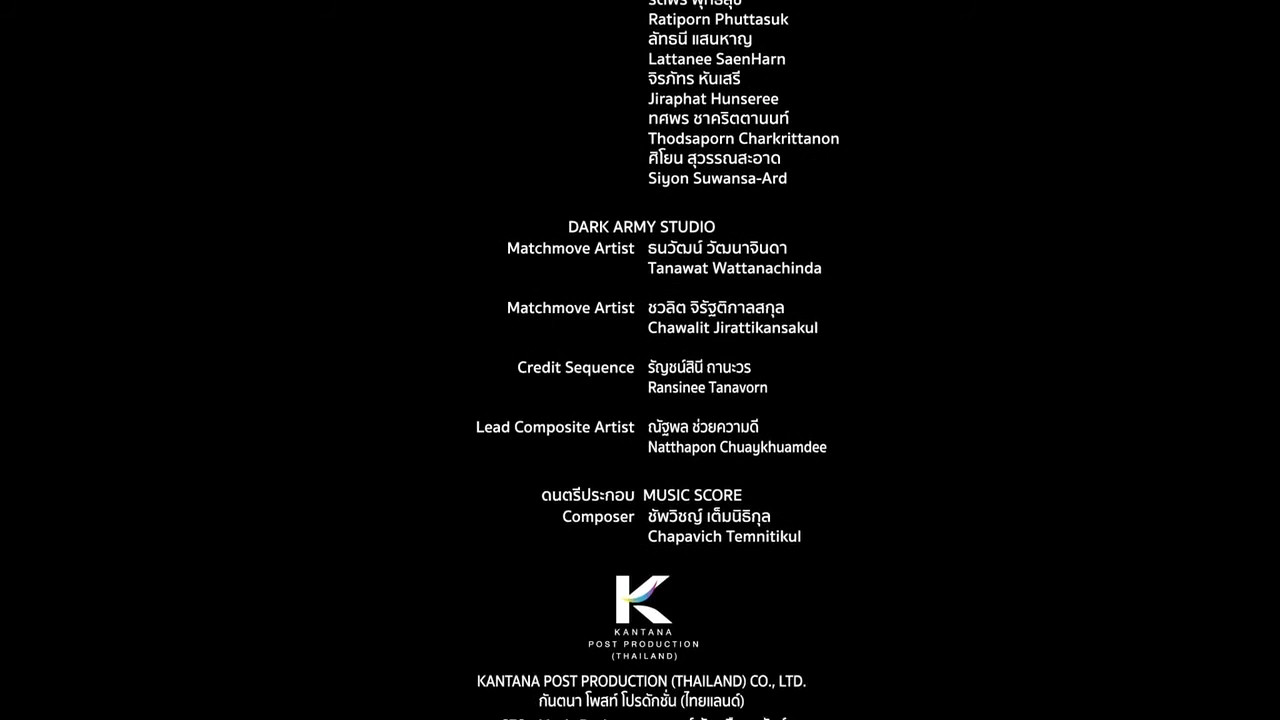 Ratiporn Phuttasuk
ลัทธนี แสนหาญ
Lattanee SaenHarn
จิรภัทร หันเสรี
Jiraphat Hunseree
ทศพร ชาคริตตานนท์
Thodsaporn Charkrittanon
ศิโยน สุวรรณสะอาด
Siyon Suwansa-Ard
DARK ARMY STUDIO
Matchmove Artist ธนวัฒน์ วัฒนาจินดา
Tanawat Wattanachinda
Matchmove Artist ชวลิต จิรัฐติกาลสกุล
Chawalit Jirattikansakul
Credit Sequence รัญชน์สินี ถานะวร
Ransinee Tanavorn
Lead Composite Artist ณัฐพล ช่วยความดี
Natthapon Chuaykhuamdee
ดนตรีประกอบ MUSIC SCORE
Composer ชัพวิชญ์ เต็มนิธิกุล
Chapavich Temnitikul
K
KANTANA
POST PRODUCTION
(THAILAND)
KANTANA POST PRODUCTION (THAILAND) CO., LTD.
กันตนา โพสท์ โปรดักชั่น (ไทยแลนด์)